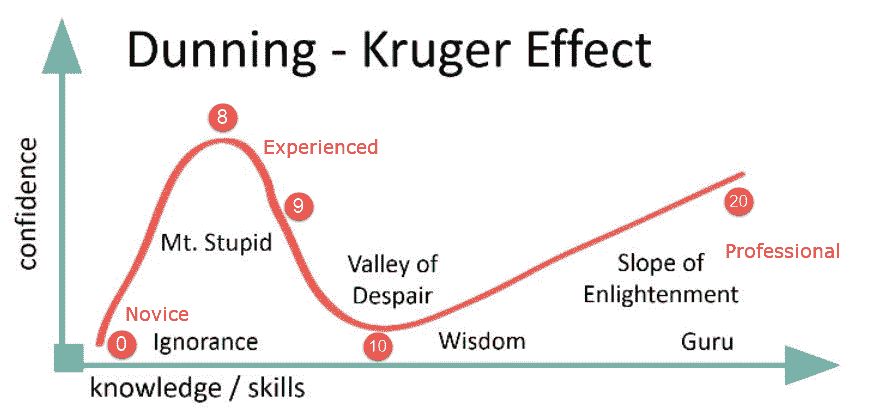 Dunning - Kruger Effect
8
Experienced
confidence
9
20
Mt. Stupid
Professional
Valley of
Despair
Slope of
Enlightenment
Novice
0
Ignorance
10
Wisdom
Guru
knowledge / skills